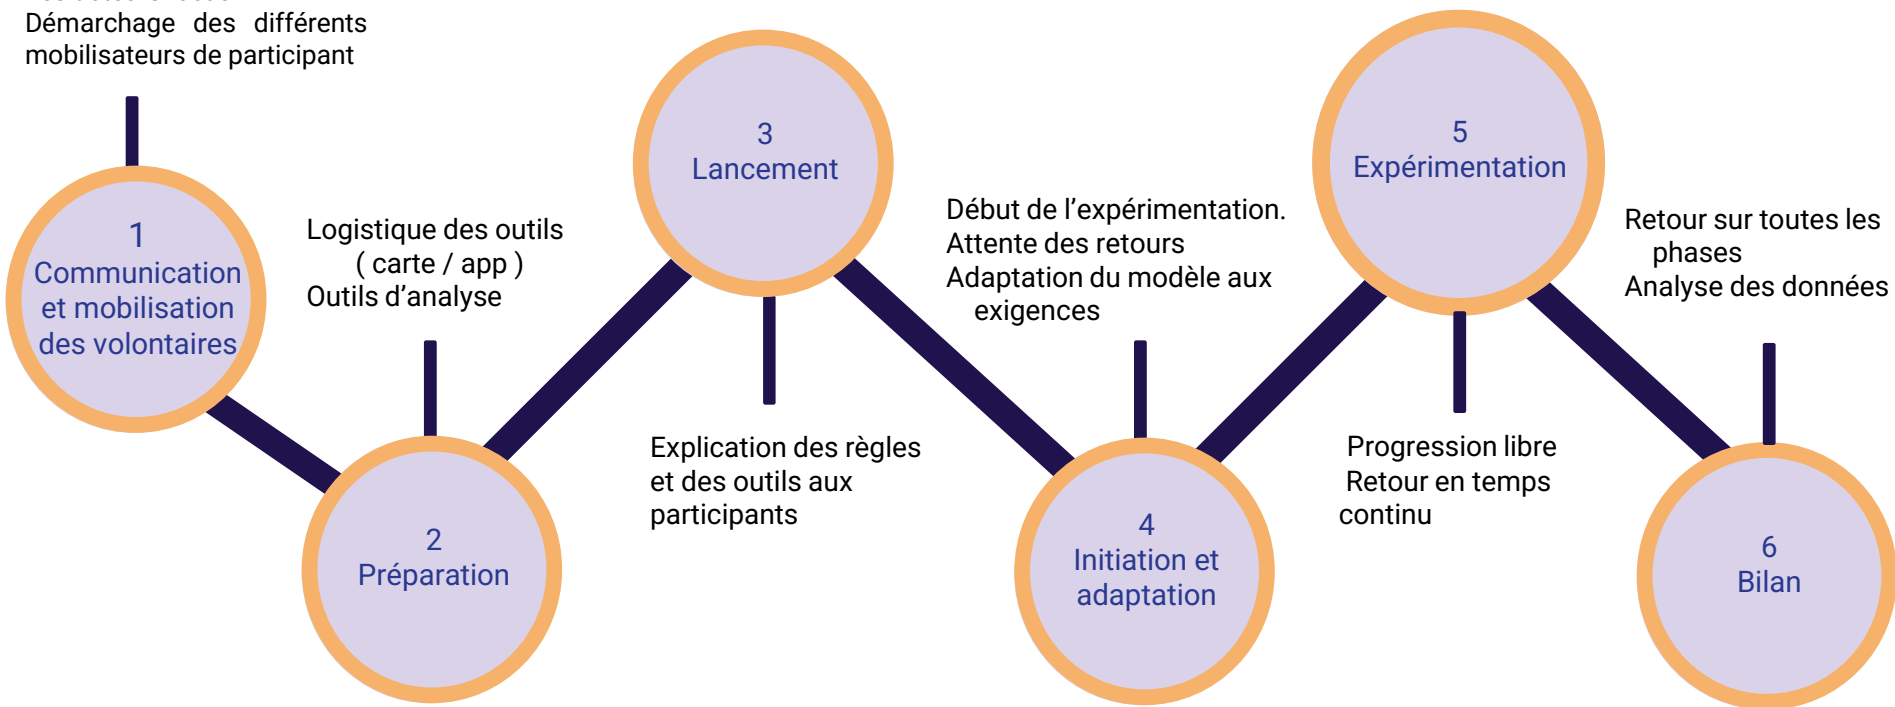 Démarchage des différents
mobilisateurs de participant
1
Communication
et mobilisation
des volontaires
Logistique des outils
( carte / app )
Outils d’analyse
2
Préparation
3
Lancement
Explication des règles
et des outils aux
participants
Début de l’expérimentation.
Attente des retours
Adaptation du modèle aux
exigences
4
Initiation et
adaptation
5
Expérimentation
Progression libre
Retour en temps
continu
Retour sur toutes les
phases
Analyse des données
6
Bilan